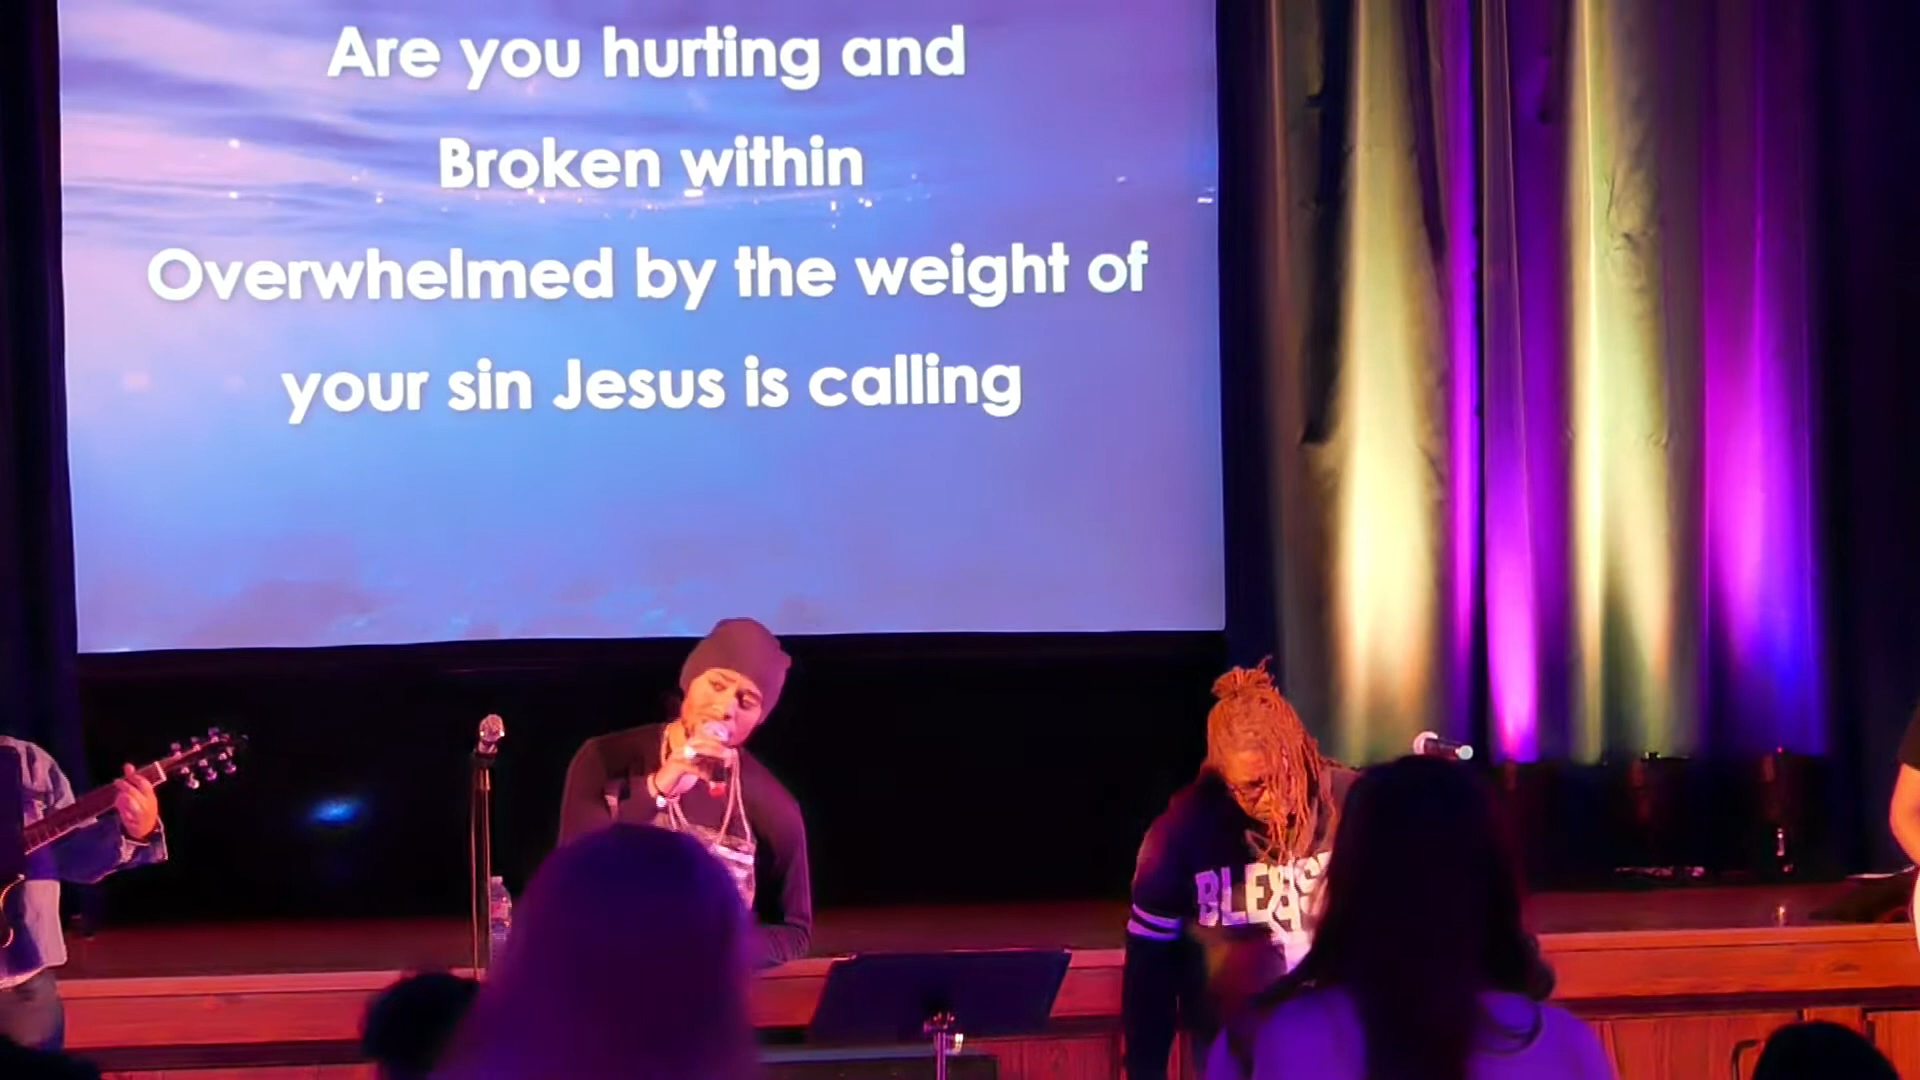 Are you hurting and
Broken within
Overwhelmed by the weight of
your sin Jesus is calling